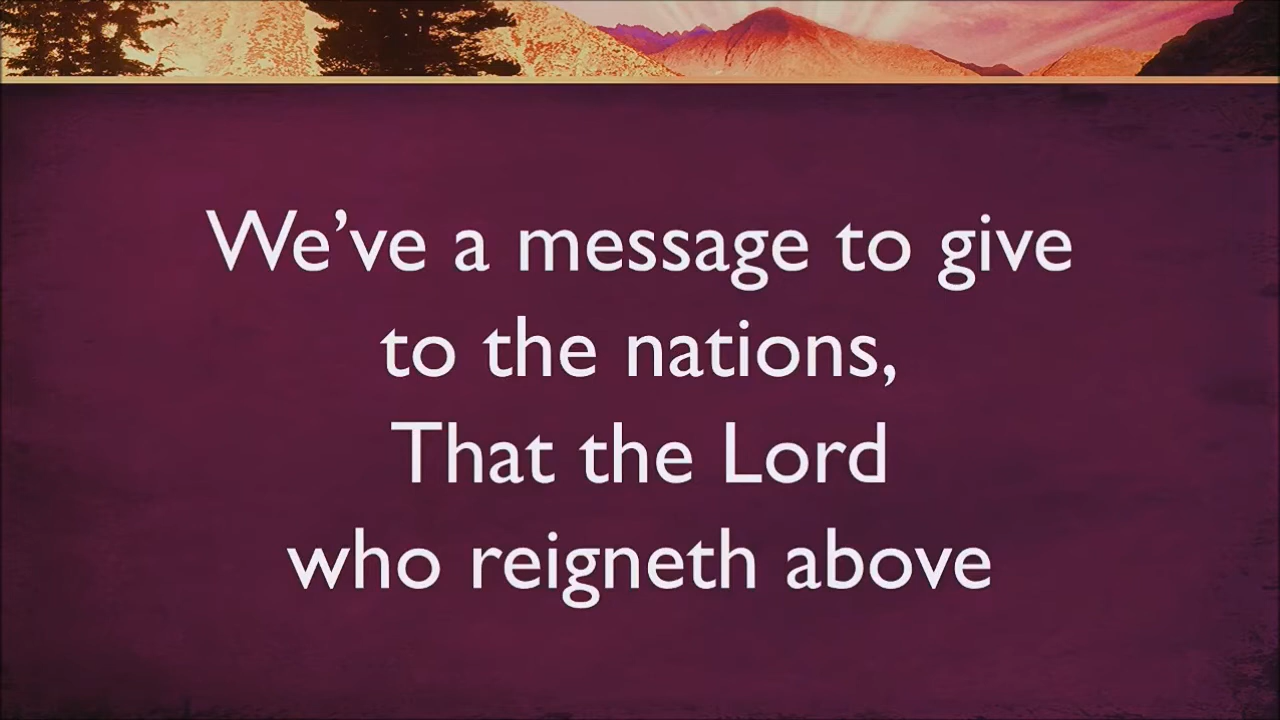 We’ve a message to give
to the nations,
That the Lord
who reigneth above